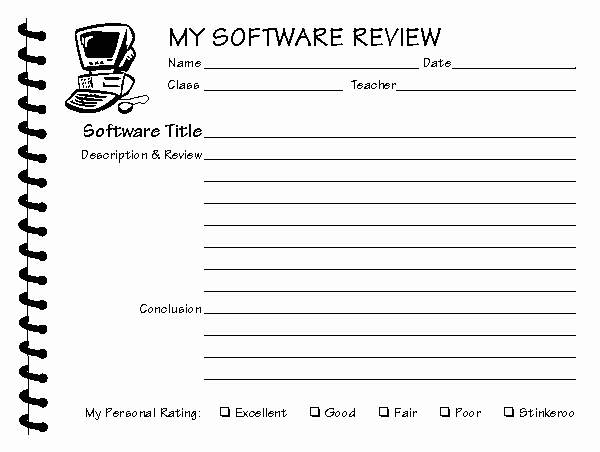 MY SOFTWARE REVIEW
Name Date
Class Teacher
Software Title
Description & Review
Conclusion
My Personal Rating: Excellent Good Fair Poor Stinkeroo